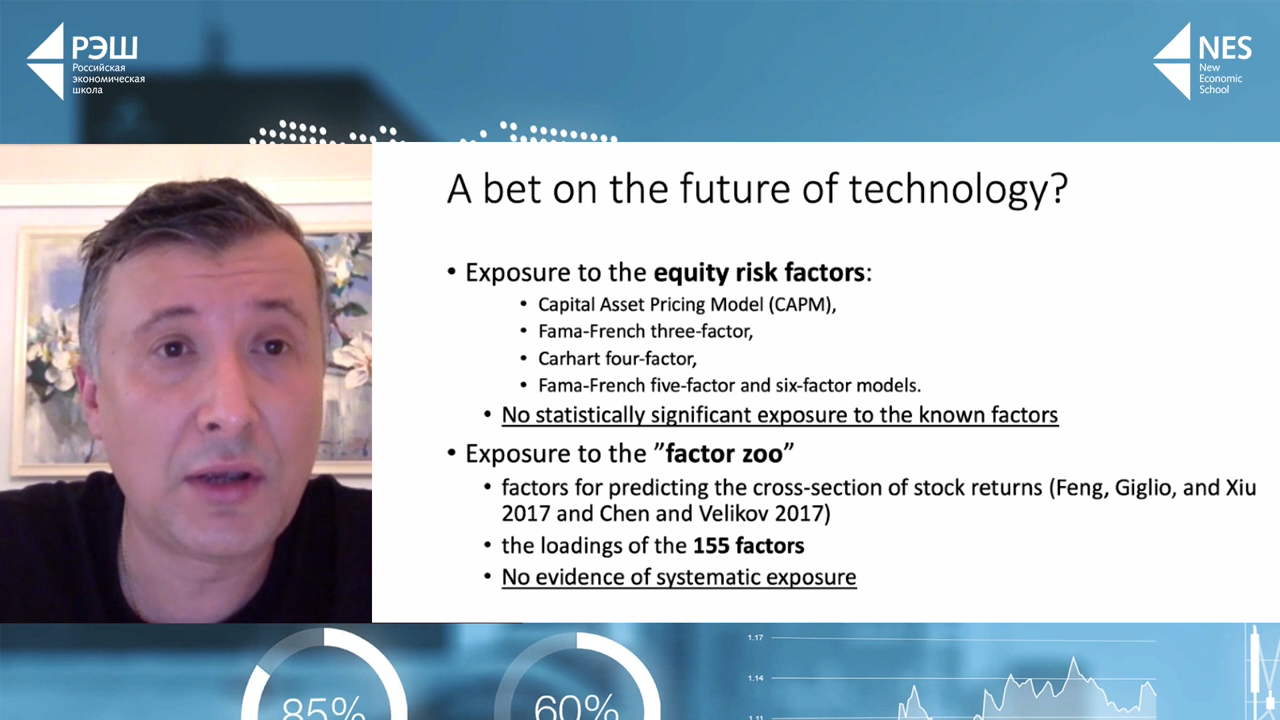 РЭШ
Российская
экономическая
школа
NES
New
Economic
School
A bet on the future of technology?
• Exposure to the equity risk factors:
• Capital Asset Pricing Model (CAPM),
• Fama-French three-factor,
• Carhart four-factor,
• Fama-French five-factor and six-factor models.
• No statistically significant exposure to the known factors
• Exposure to the ”factor zoo”
• factors for predicting the cross-section of stock returns (Feng, Giglio, and Xiu
2017 and Chen and Velikov 2017)
• the loadings of the 155 factors
• No evidence of systematic exposure
85%
60%
1.17
1.14
1.11